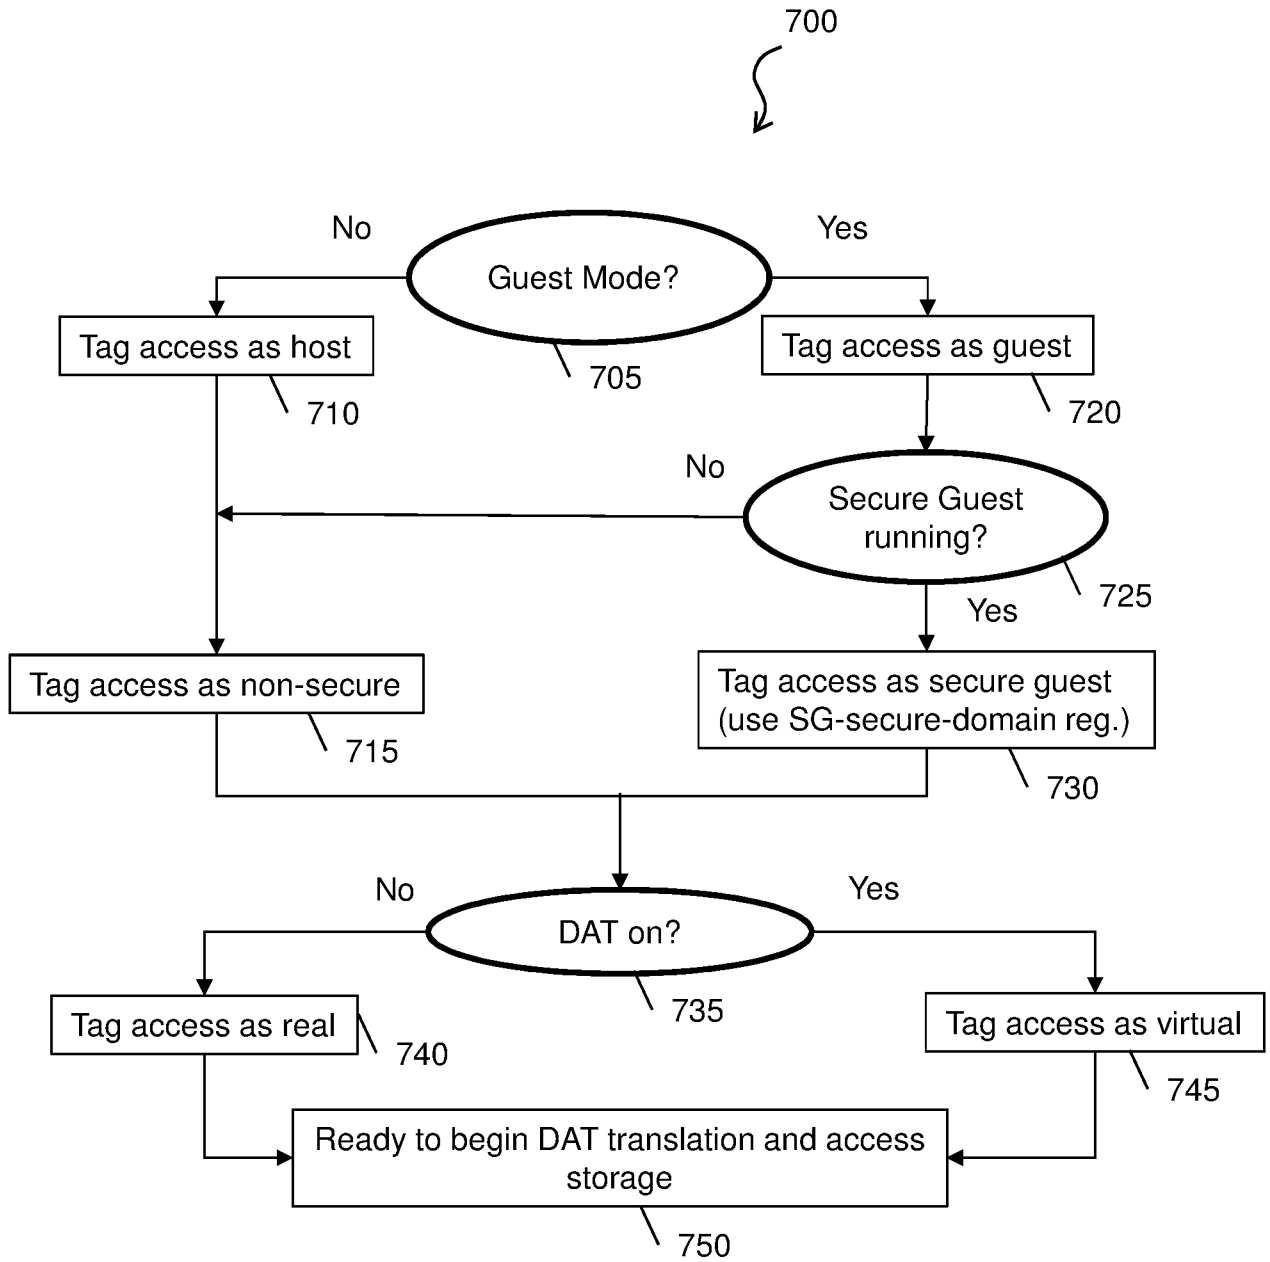 700
No
Yes
Guest Mode?
Tag access as host
Tag access as guest
705
710
720
No
Secure Guest
running?
725
Yes
Tag access as non-secure
Tag access as secure guest
(use SG-secure-domain reg.)
715
730
No
Yes
DAT on?
735
Tag access as real
Tag access as virtual
740
745
Ready to begin DAT translation and access
storage
750